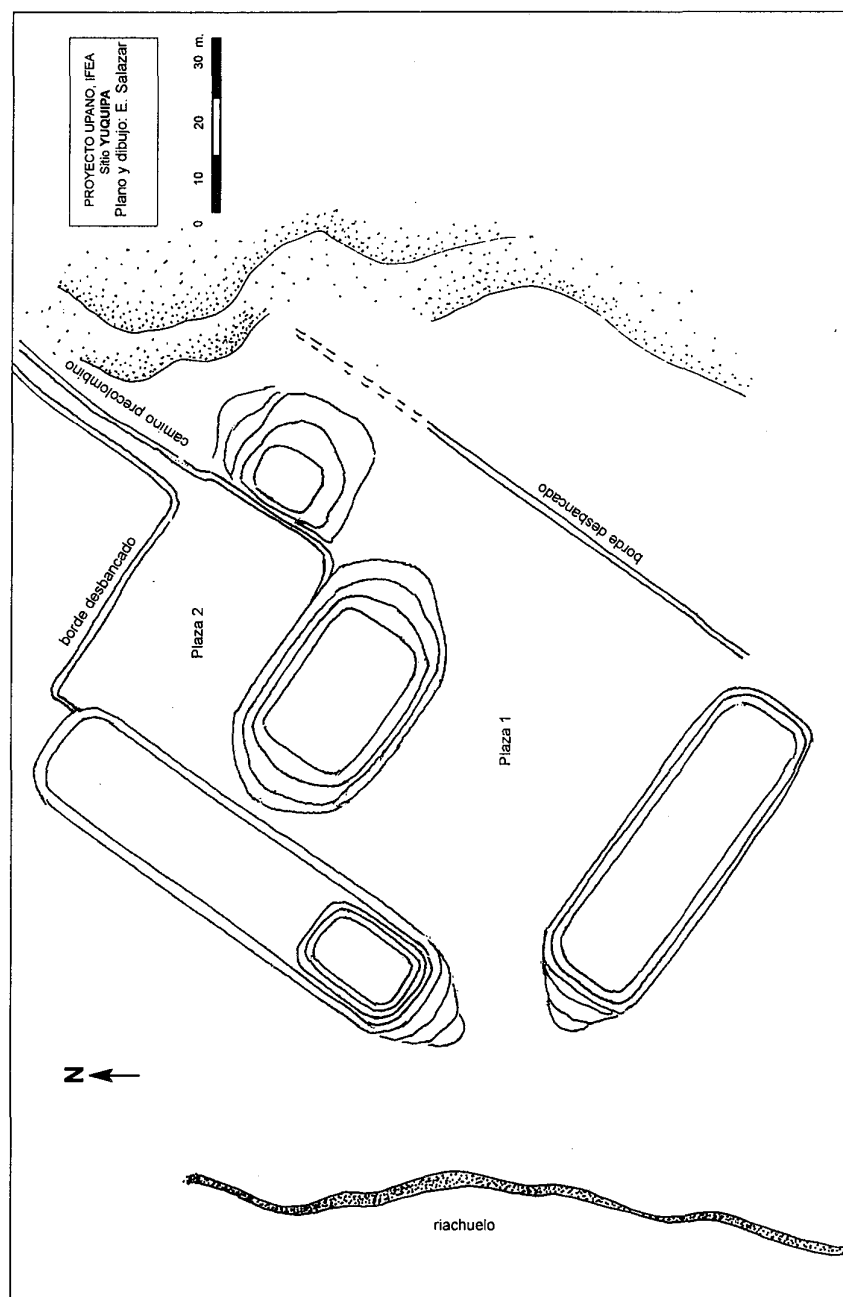 PROYECTO UPANO, IFEA
Sitio YUQUIPA
Plano y dibujo: E. Salazar
0 10 20 30 m.
camino precolombino
borde desbancado
Plaza 2
borde desbancado
Plaza 1
N
riachuelo